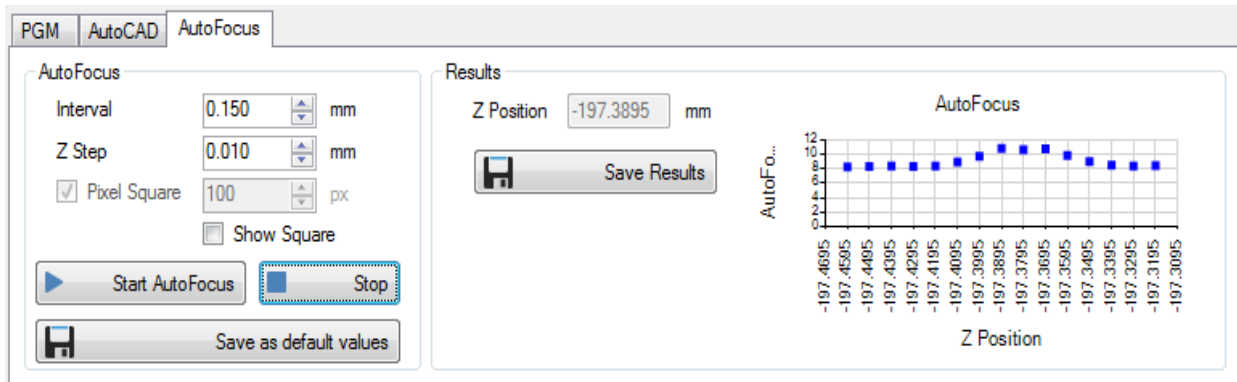 PGM AutoCAD AutoFocus
AutoFocus
Interval 0.150 mm
Z Step 0.010 mm
Pixel Square 100 px
Show Square
Start AutoFocus Stop
Save as default values
Results
Z Position -197.3895 mm
Save Results
AutoFocus
AutoFo...
12
10
8
6
4
2
0
-197.4695
-197.4595
-197.4495
-197.4395
-197.4295
-197.4195
-197.4095
-197.3995
-197.3895
-197.3795
-197.3695
-197.3595
-197.3495
-197.3395
-197.3295
-197.3195
-197.3095
Z Position